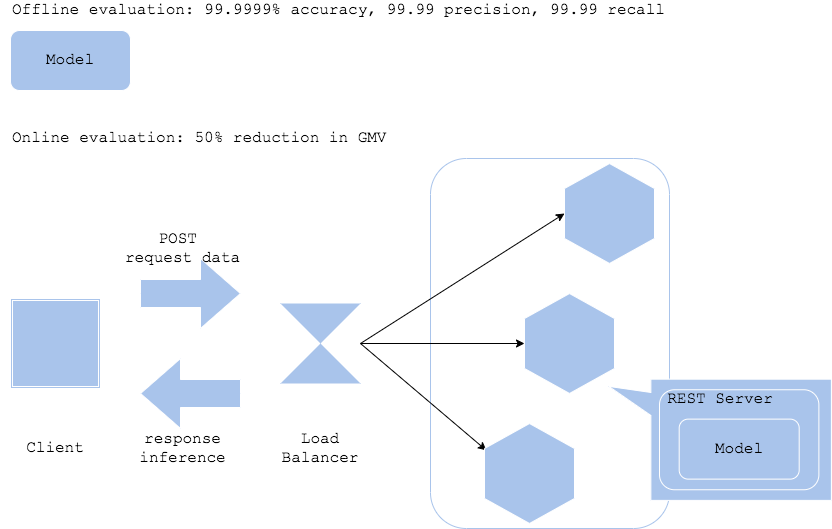 Offline evaluation: 99.9999% accuracy, 99.99 precision, 99.99 recall
Model
Online evaluation: 50% reduction in GMV
POST
request data
REST Server
Model
Client
response
inference
Load
Balancer